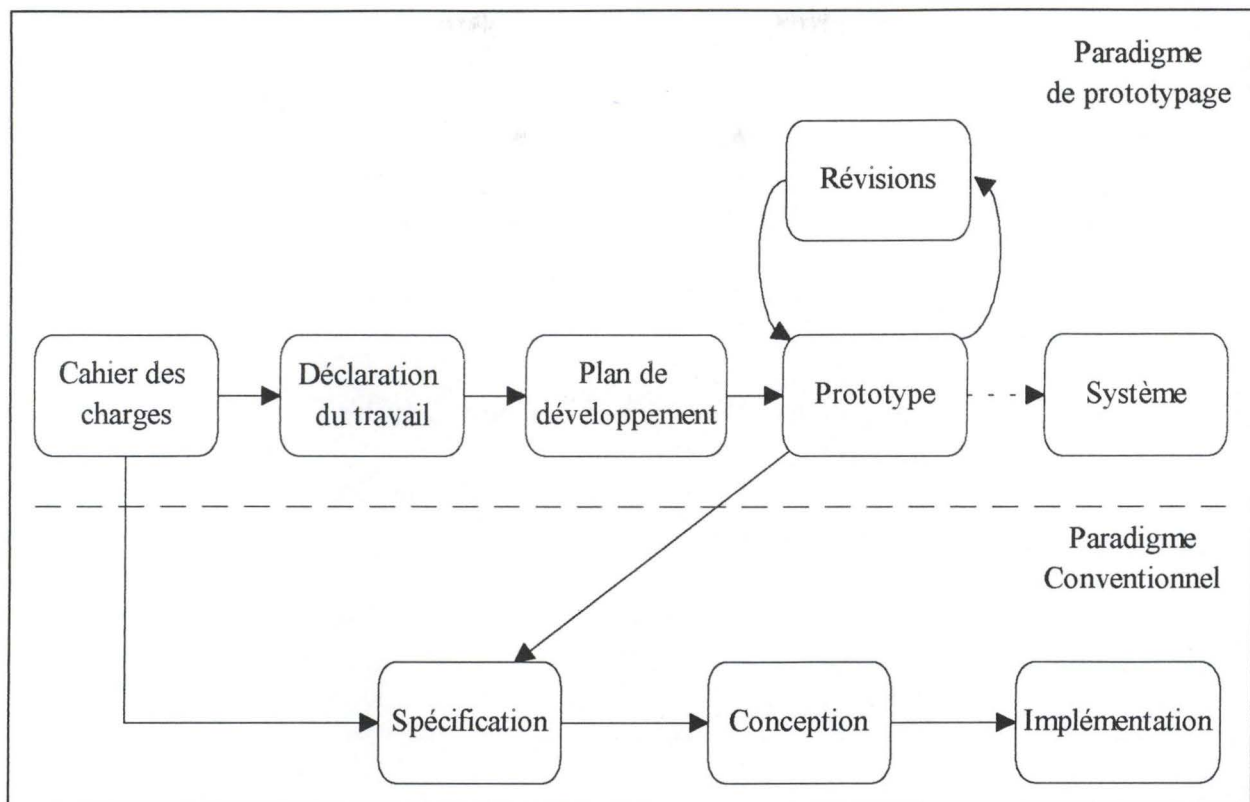 Paradigme
de prototypage
Révisions
Cahier des
charges
Déclaration
du travail
Plan de
développement
Prototype
Système
Paradigme
Conventionnel
Spécification
Conception
Implémentation